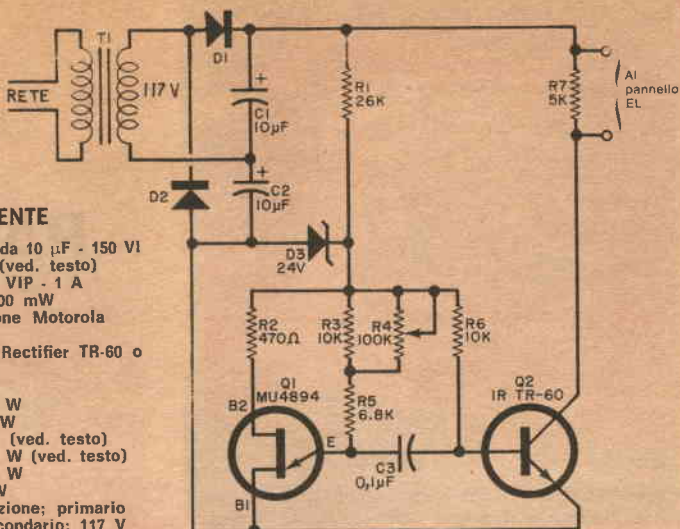 T1
RETE
117 V
D1
+
C1
10µF
D2
+
C2
10µF
R1
26K
R7
5K
Al
pannello
EL
D3
24V
R2
470Ω
R3
10K
R4
100K
R6
10K
Q1
MU4894
B2
R5
6.8K
E
B1
C3
0,1µF
Q2
IR TR-60
ENTE
da 10 µF - 150 Vl
(ved. testo)
VIP - 1 A
00 mW
one Motorola
Rectifier TR-60 o
W
W
(ved. testo)
W (ved. testo)
W
W
zione; primario
condario: 117 V